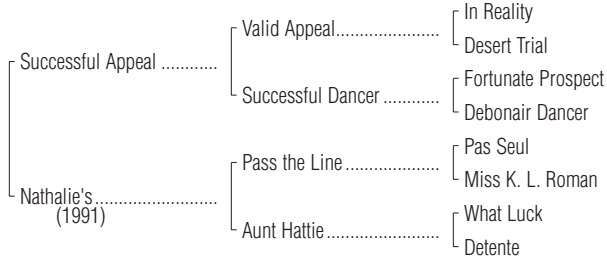 In Reality
Valid Appeal
Desert Trial
Successful Appeal
Fortunate Prospect
Successful Dancer
Debonair Dancer
Pas Seul
Pass the Line
Miss K. L. Roman
Nathalie's
(1991)
What Luck
Aunt Hattie
Detente